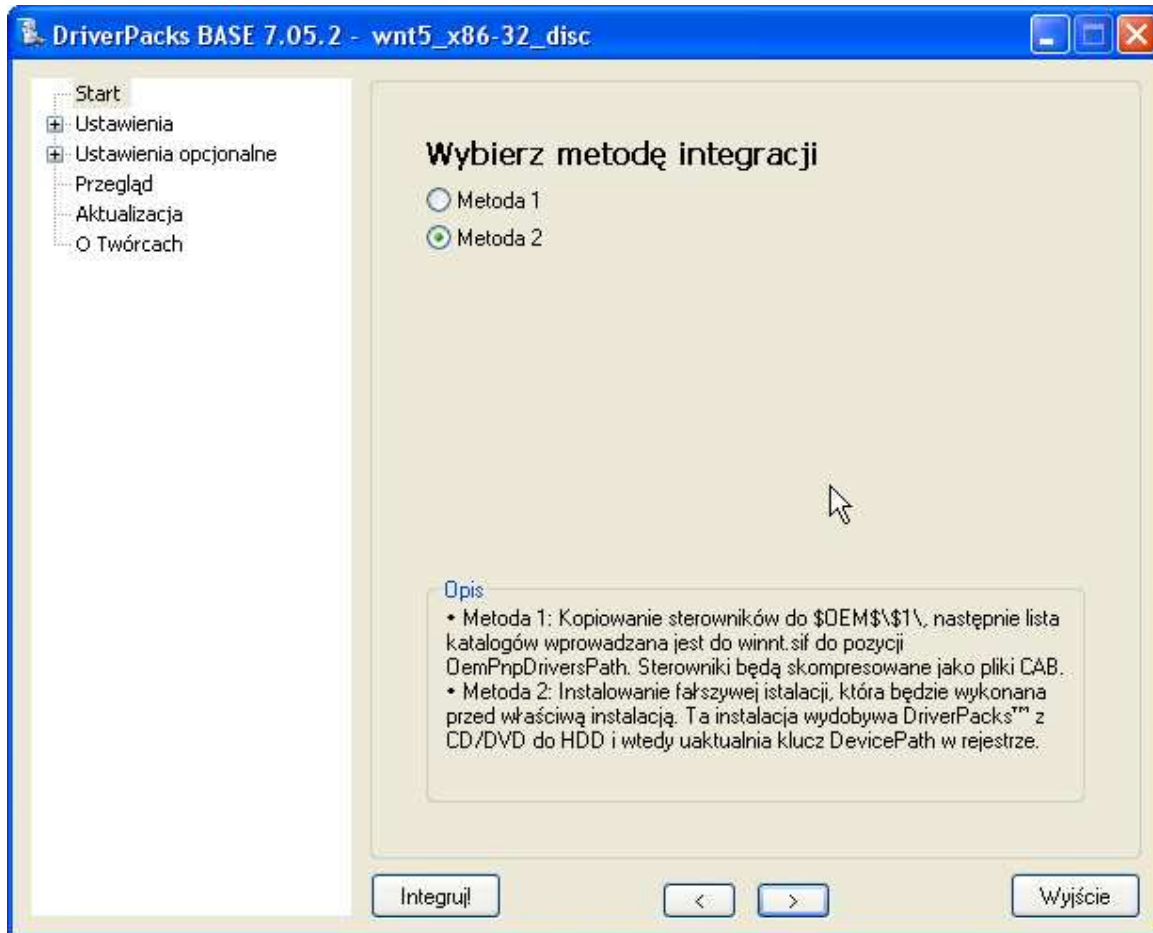 DriverPacks BASE 7.05.2 - wnt5_x86-32_disc
Start
Ustawienia
Ustawienia opcjonalne
Przegląd
Aktualizacja
O Twórcach
Wybierz metodę integracji
Metoda 1
Metoda 2
Opis
• Metoda 1: Kopiowanie sterowników do $OEM$\$1\, następnie lista
katalogów wprowadzana jest do winnt.sif do pozycji
OemPnpDriversPath. Sterowniki będą skompresowane jako pliki CAB.
• Metoda 2: Instalowanie fałszywej istalacji, która będzie wykonana
przed właściwą instalacją. Ta instalacja wydobywa DriverPacks™ z
CD/DVD do HDD i wtedy uaktualnia klucz DevicePath w rejestrze.
Integruj!
<
>
Wyjście